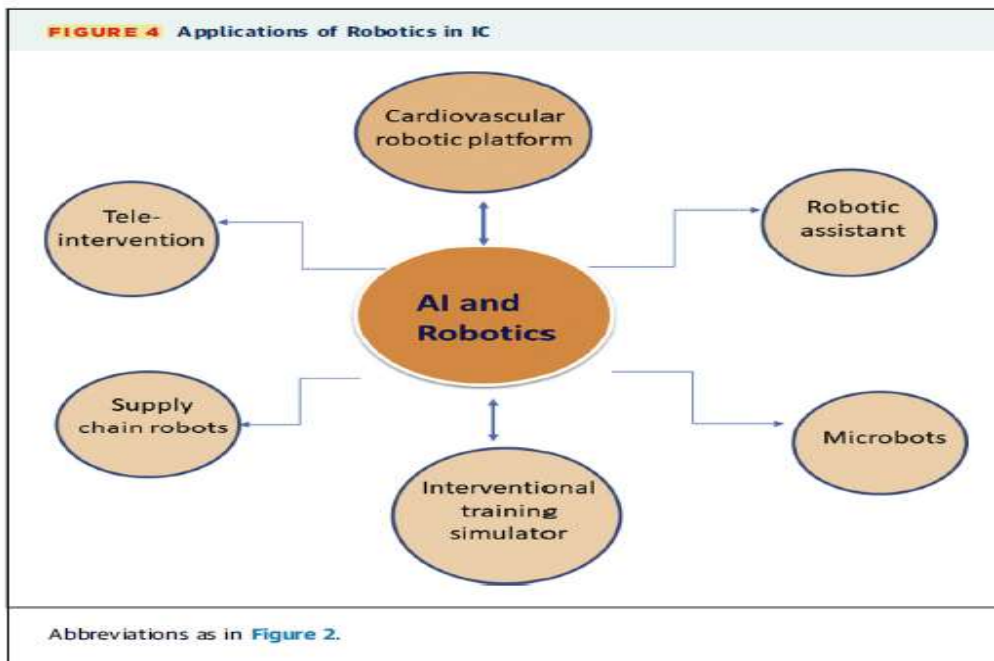 FIGURE 4 Applications of Robotics in IC
Cardiovascular
robotic platform
Tele-
intervention
Robotic
assistant
AI and
Robotics
Supply
chain robots
Microbots
Interventional
training
simulator
Abbreviations as in Figure 2.